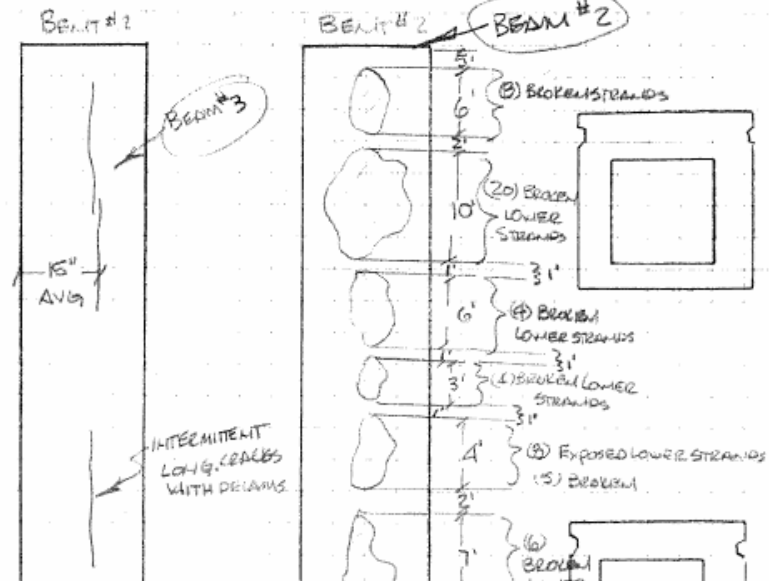 BENT #2
BEAM #3
15"
AVG
INTERMITTENT
LONG. CRACKS
WITH DELAMS
BENT #2
BEAM #2
5'
6'
(8) BROKEN STRANDS
2'
10'
(20) BROKEN
LOWER
STRANDS
1'
1'
6'
(4) BROKEN
LOWER STRANDS
1'
1'
3'
BROKEN LOWER
STRANDS
1'
1'
4'
(8) EXPOSED LOWER STRANDS
(5) BROKEN
2'
7'
(6)
BROKEN